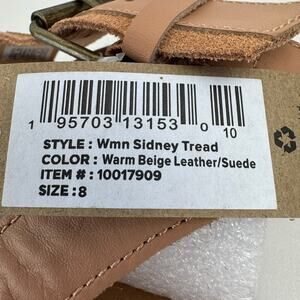 1 95703 13153 0 10
STYLE : Wmn Sidney Tread
COLOR : Warm Beige Leather/Suede
ITEM # : 10017909
SIZE : 8